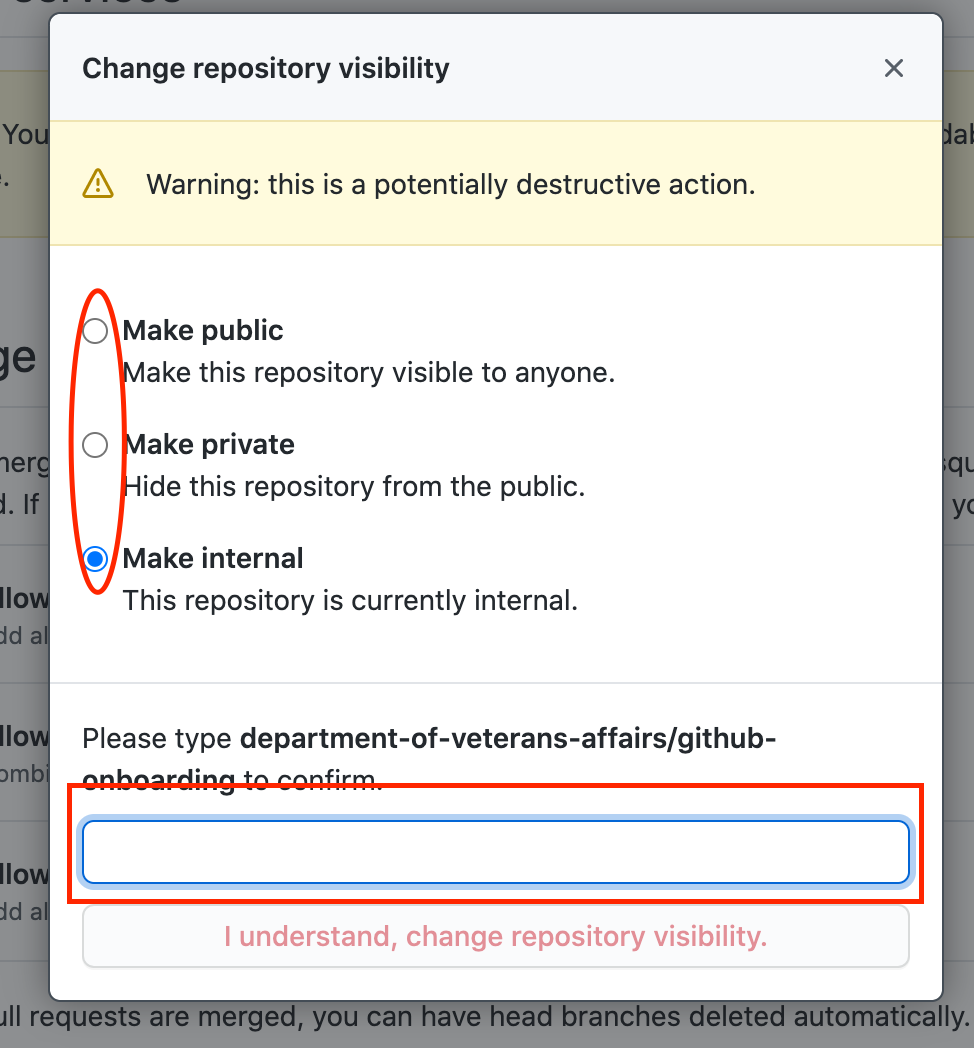 Change repository visibility
You
Warning: this is a potentially destructive action.
Make public
Make this repository visible to anyone.
Make private
Hide this repository from the public.
d. If
Make internal
This repository is currently internal.
Please type department-of-veterans-affairs/github-
onboarding to confirm.
I understand, change repository visibility.
ull requests are merged, you can have head branches deleted automatically.